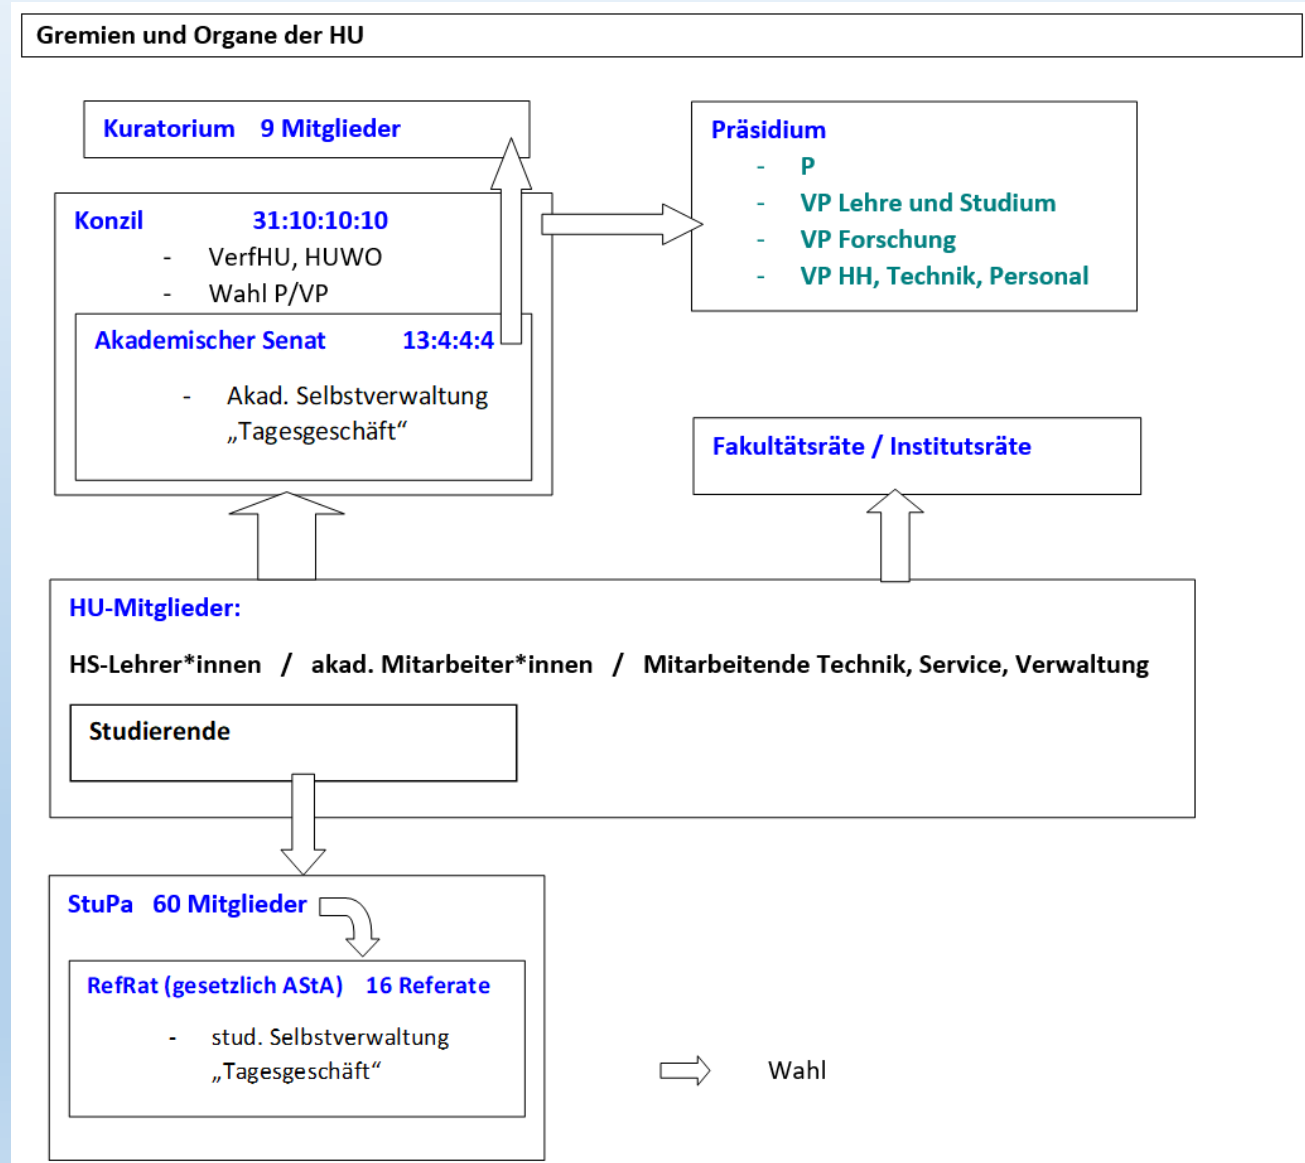 Gremien und Organe der HU
Kuratorium 9 Mitglieder
Konzil 31:10:10:10
- VerfHU, HUWO
- Wahl P/VP
Akademischer Senat 13:4:4:4
- Akad. Selbstverwaltung
„Tagesgeschäft“
Präsidium
- P
- VP Lehre und Studium
- VP Forschung
- VP HH, Technik, Personal
Fakultätsräte / Institutsräte
HU-Mitglieder:
HS-Lehrer*innen / akad. Mitarbeiter*innen / Mitarbeitende Technik, Service, Verwaltung
Studierende
StuPa 60 Mitglieder
RefRat (gesetzlich AStA) 16 Referate
- stud. Selbstverwaltung
„Tagesgeschäft“
Wahl